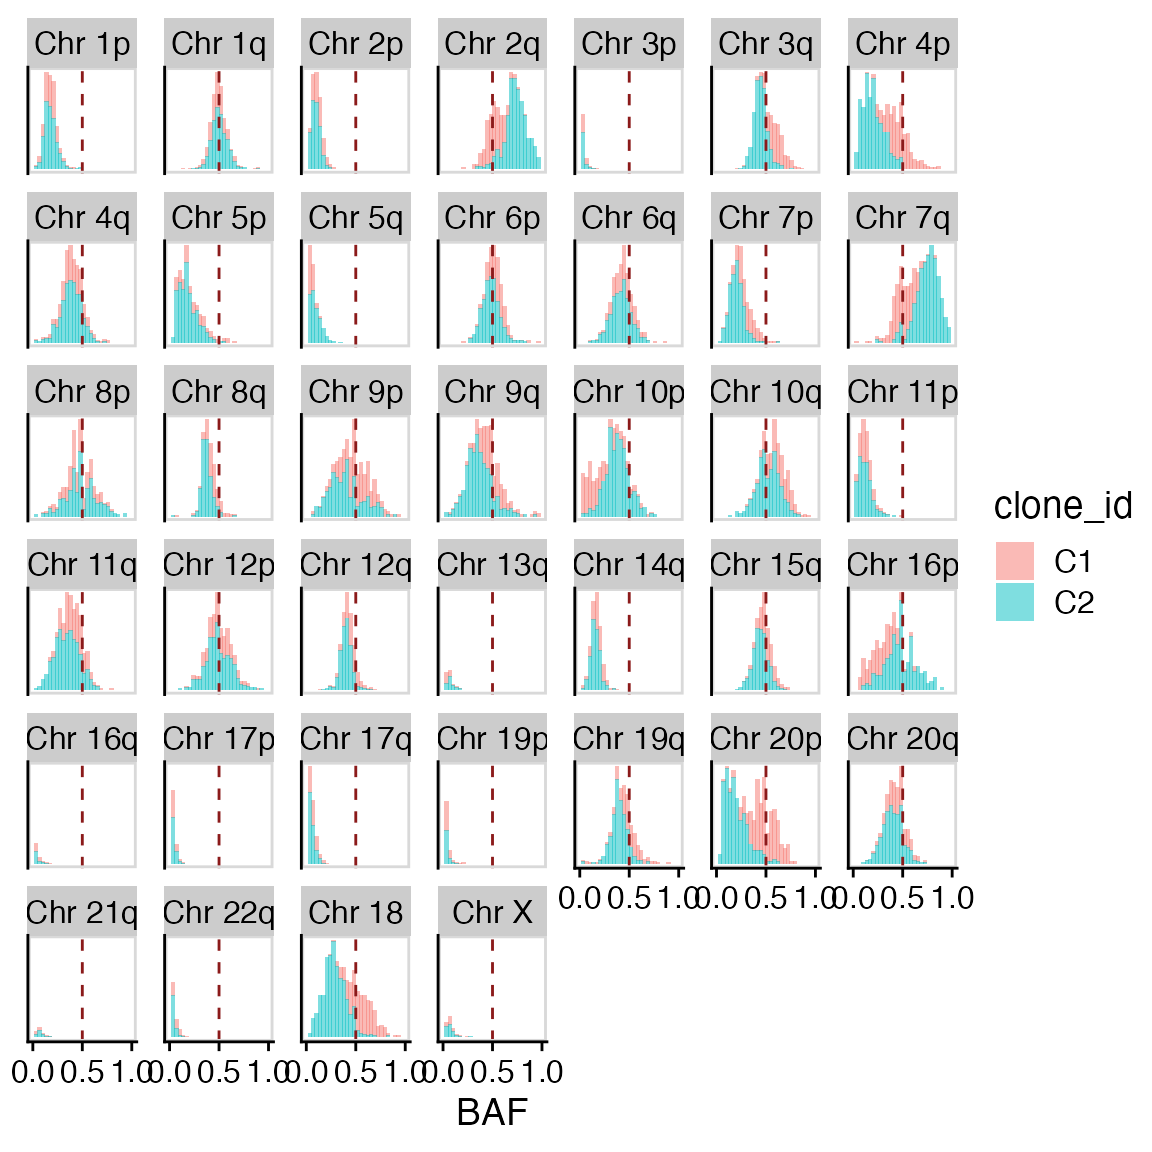 Chr 1p Chr 1q Chr 2p Chr 2q Chr 3p Chr 3q Chr 4p
Chr 4q Chr 5p Chr 5q Chr 6p Chr 6q Chr 7p Chr 7q
Chr 8p Chr 8q Chr 9p Chr 9q Chr 10p Chr 10q Chr 11p
Chr 11q Chr 12p Chr 12q Chr 13q Chr 14q Chr 15q Chr 16p
Chr 16q Chr 17p Chr 17q Chr 19p Chr 19q Chr 20p Chr 20q
0.0 0.5 1.0 0.0 0.5 1.0 0.0 0.5 1.0
Chr 21q Chr 22q Chr 18 Chr X
0.0 0.5 1.0 0.0 0.5 1.0 0.0 0.5 1.0 0.0 0.5 1.0
BAF
clone_id
C1
C2